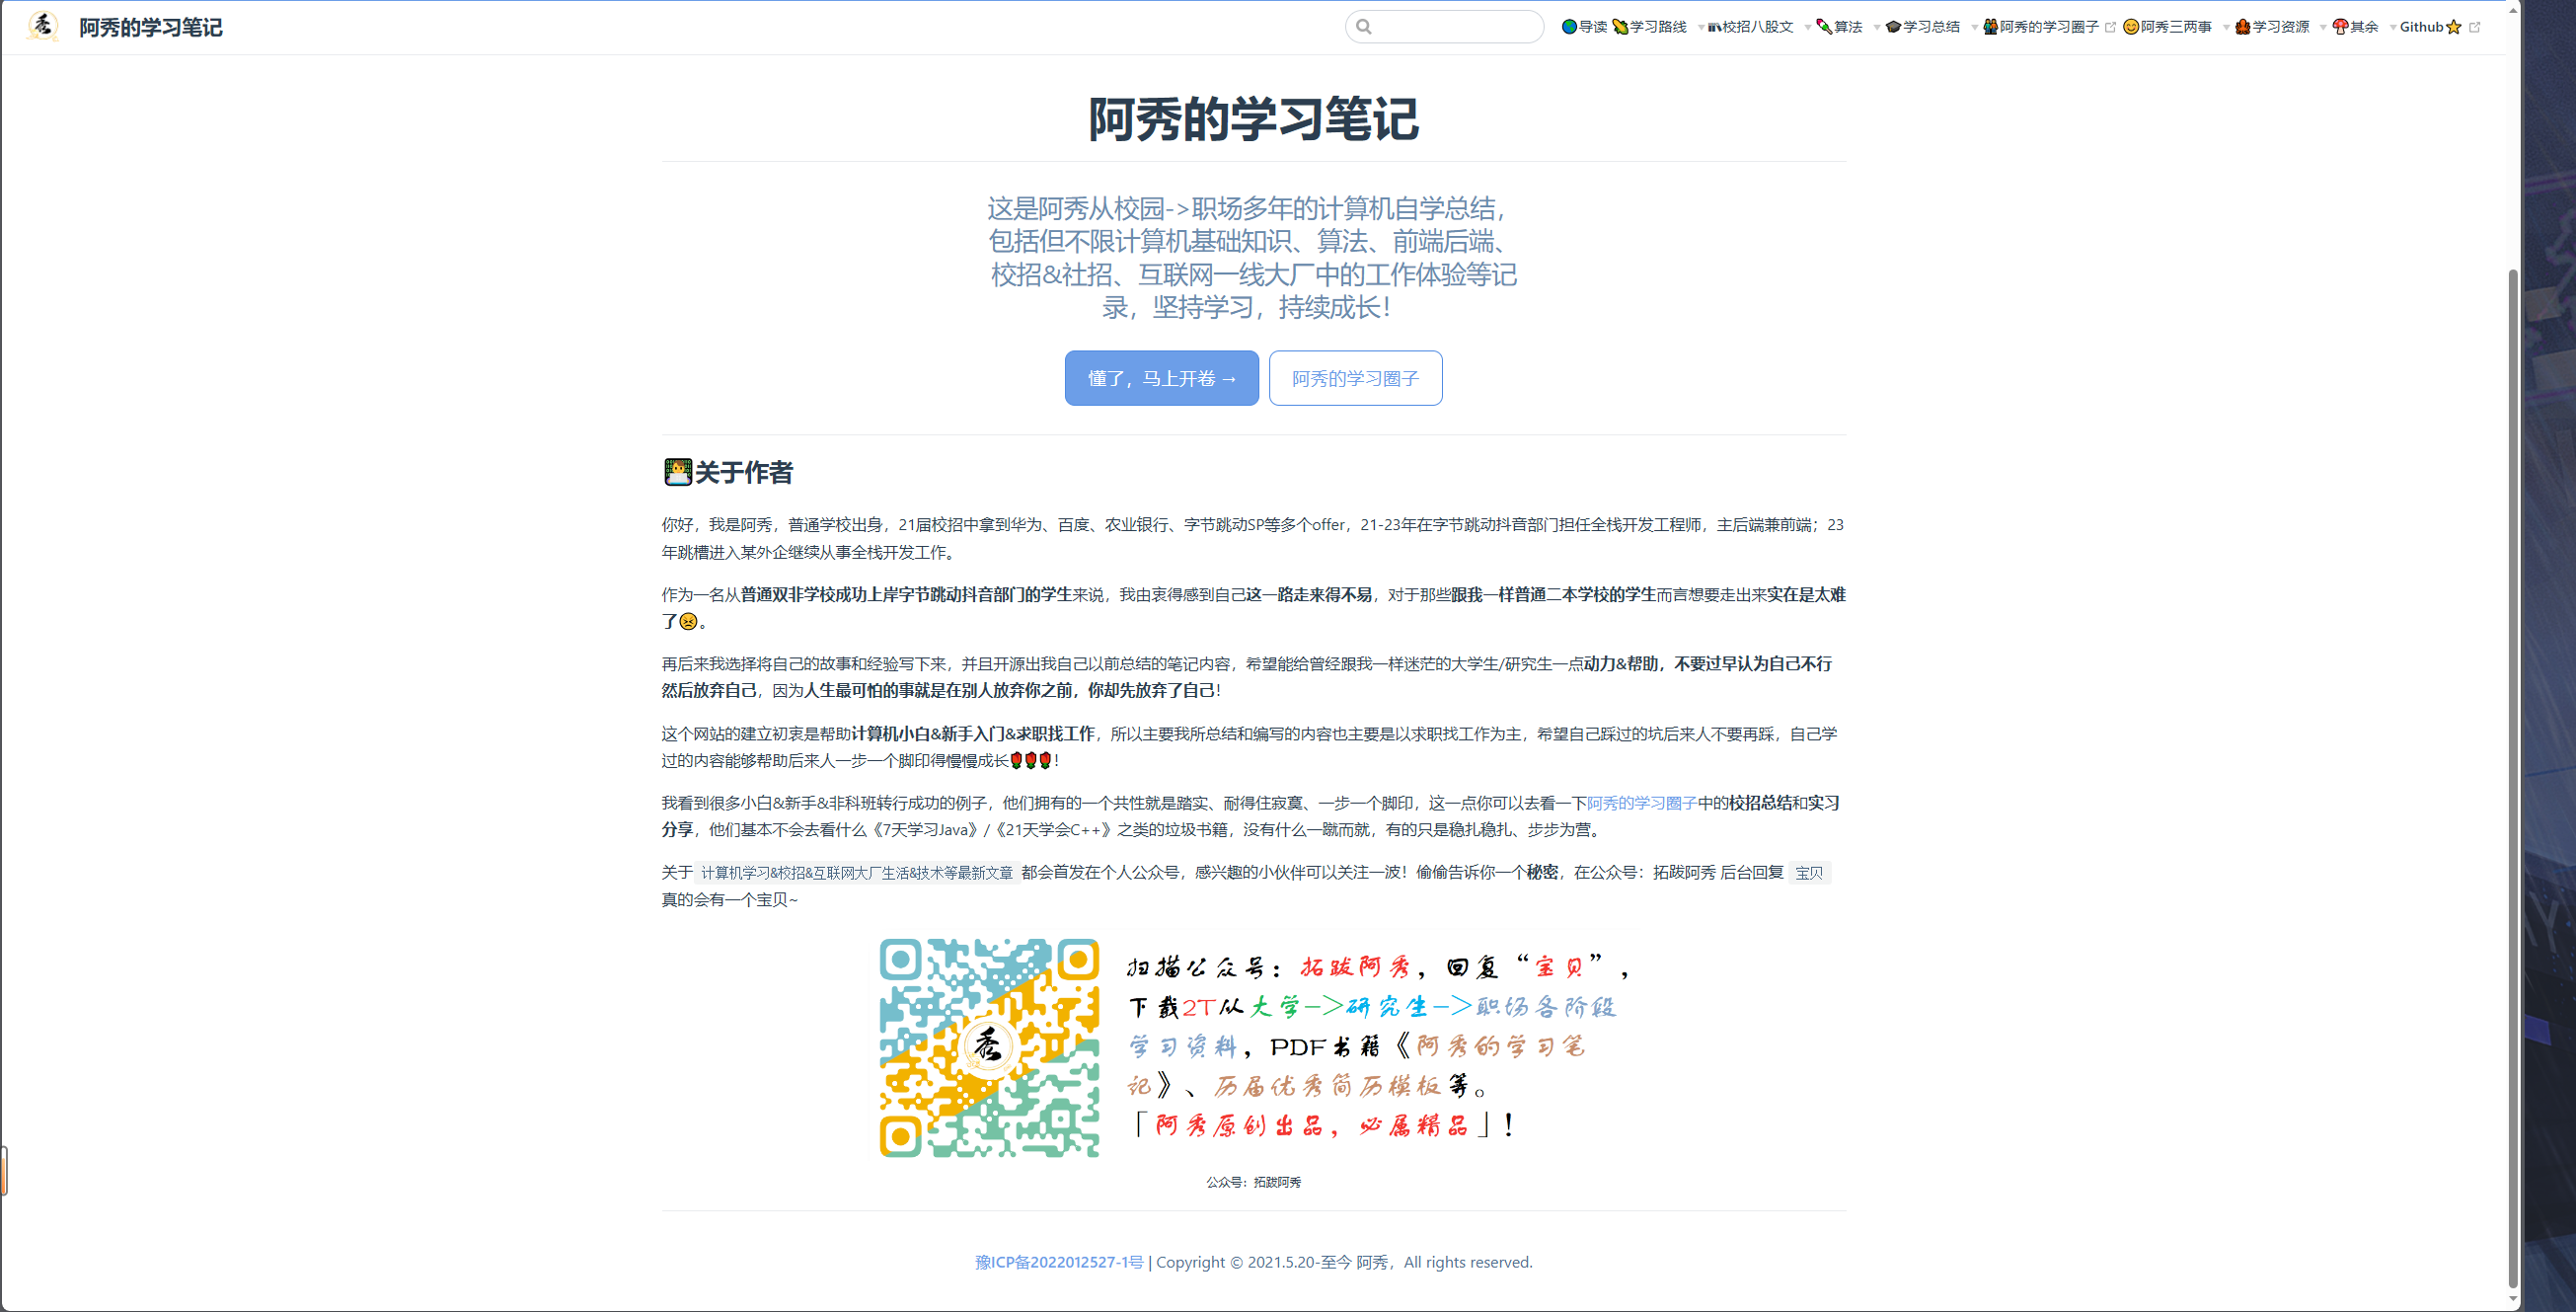 秀
阿秀的学习笔记
导读 学习路线 校招八股文 算法 学习总结 阿秀的学习圈子 阿秀三两事 学习资源 其余 Github
阿秀的学习笔记
这是阿秀从校园->职场多年的计算机自学总结，
包括但不限计算机基础知识、算法、前端后端、
校招&社招、互联网一线大厂中的工作体验等记
录，坚持学习，持续成长！
懂了，马上开卷 →
阿秀的学习圈子
关于作者
你好，我是阿秀，普通学校出身，21届校招中拿到华为、百度、农业银行、字节跳动SP等多个offer，21-23年在字节跳动抖音部门担任全栈开发工程师，主后端兼前端；23
年跳槽进入某外企继续从事全栈开发工作。
作为一名从普通双非学校成功上岸字节跳动抖音部门的学生来说，我由衷得感到自己这一路走来得不易，对于那些跟我一样普通二本学校的学生而言想要走出来实在是太难
了😣。
再后来我选择将自己的故事和经验写下来，并且开源出我自己以前总结的笔记内容，希望能给曾经跟我一样迷茫的大学生/研究生一点动力&帮助，不要过早认为自己不行
然后放弃自己，因为人生最可怕的事就是在别人放弃你之前，你却先放弃了自己！
这个网站的建立初衷是帮助计算机小白&新手入门&求职找工作，所以主要我所总结和编写的内容也主要是以求职找工作为主，希望自己踩过的坑后来人不要再踩，自己学
过的内容能够帮助后来人一步一个脚印得慢慢成长🌹🌹🌹！
我看到很多小白&新手&非科班转行成功的例子，他们拥有的一个共性就是踏实、耐得住寂寞、一步一个脚印，这一点你可以去看一下阿秀的学习圈子中的校招总结和实习
分享，他们基本不会去看什么《7天学习Java》/《21天学会C++》之类的垃圾书籍，没有什么一蹴而就，有的只是稳扎稳扎、步步为营。
关于 计算机学习&校招&互联网大厂生活&技术等最新文章 都会首发在个人公众号，感兴趣的小伙伴可以关注一波！偷偷告诉你一个秘密，在公众号：拓跋阿秀 后台回复 宝贝
真的会有一个宝贝~
秀
扫描公众号：拓跋阿秀，回复“宝贝”，
下载2T从大学->研究生->职场各阶段
学习资料，PDF书籍《阿秀的学习笔
记》、历届优秀简历模板等。
「阿秀原创出品，必属精品」！
公众号：拓跋阿秀
豫ICP备2022012527-1号 | Copyright © 2021.5.20-至今 阿秀，All rights reserved.